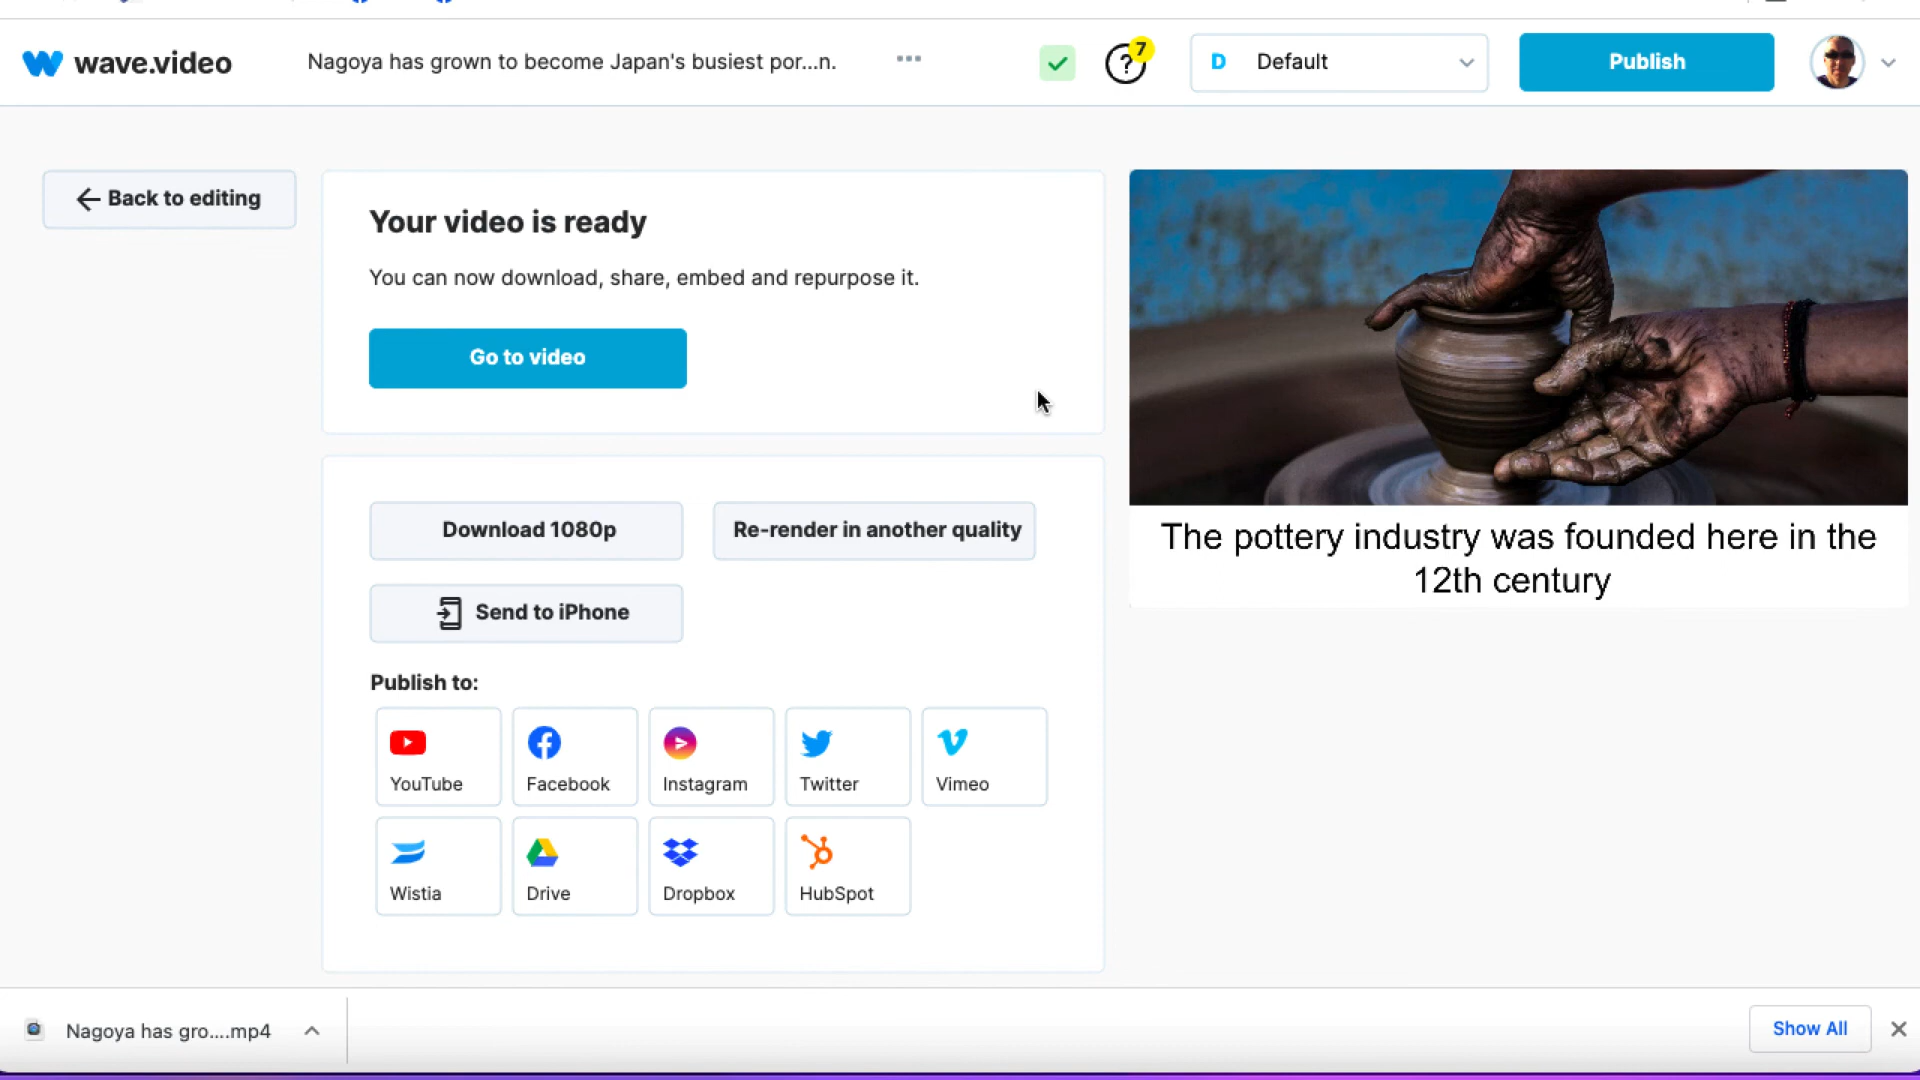 wave.video
Nagoya has grown to become Japan's busiest por...n.
7
?
D Default
Publish
Back to editing
Your video is ready
You can now download, share, embed and repurpose it.
Go to video
Download 1080p
Re-render in another quality
Send to iPhone
The pottery industry was founded here in the
12th century
Publish to:
YouTube
Facebook
Instagram
Twitter
Vimeo
Wistia
Drive
Dropbox
HubSpot
Nagoya has gro....mp4
Show All